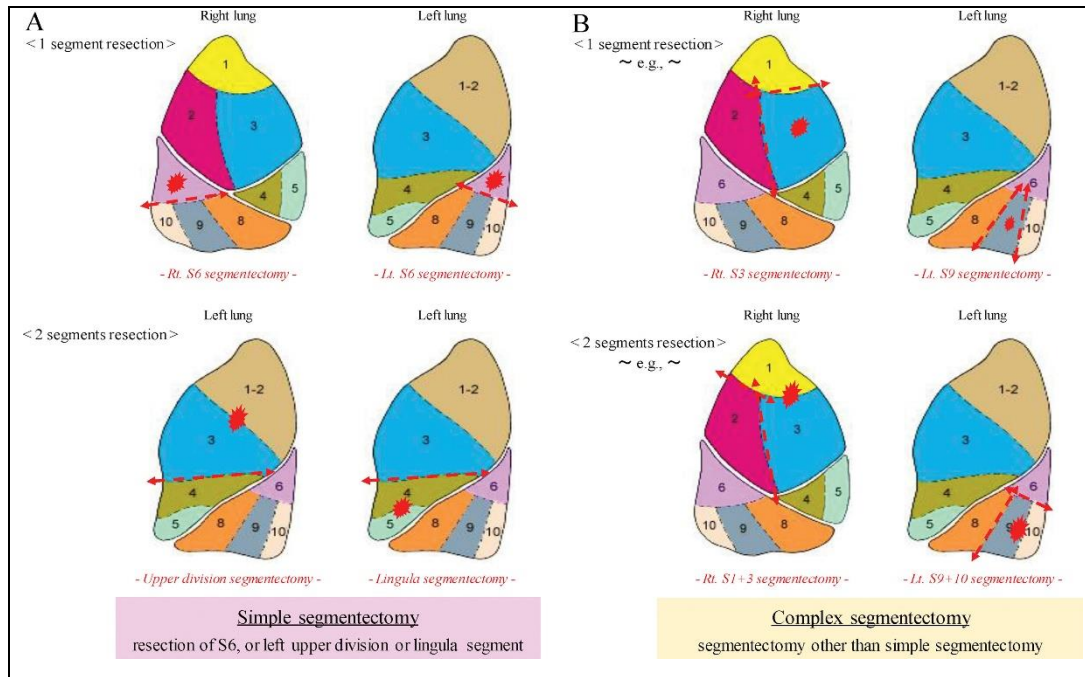 A
Right lung
Left lung
< 1 segment resection >
1
2
3
6
4
5
10
9
8
1-2
3
4
6
5
8
9
10
- Rt. S6 segmentectomy -
- Lt. S6 segmentectomy -
Left lung
Left lung
< 2 segments resection >
1-2
3
4
6
5
8
9
10
1-2
3
4
6
5
8
9
10
- Upper division segmentectomy -
- Lingula segmentectomy -
Simple segmentectomy
resection of S6, or left upper division or lingula segment
B
Right lung
Left lung
< 1 segment resection >
~ e.g., ~
1
2
3
6
4
5
10
9
8
1-2
3
4
6
5
8
9
10
- Rt. S3 segmentectomy -
- Lt. S9 segmentectomy -
Right lung
Left lung
< 2 segments resection >
~ e.g., ~
1
2
3
6
4
5
10
9
8
1-2
3
4
6
5
8
9
10
- Rt. S1+3 segmentectomy -
- Lt. S9+10 segmentectomy -
Complex segmentectomy
segmentectomy other than simple segmentectomy